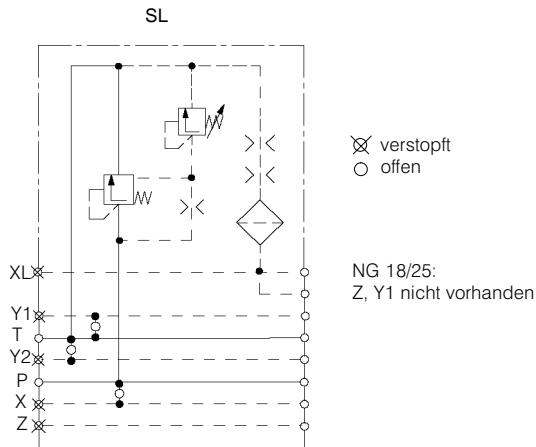 SL
verstopft
offen
NG 18/25:
Z, Y1 nicht vorhanden
XL
Y1
T
Y2
P
X
Z